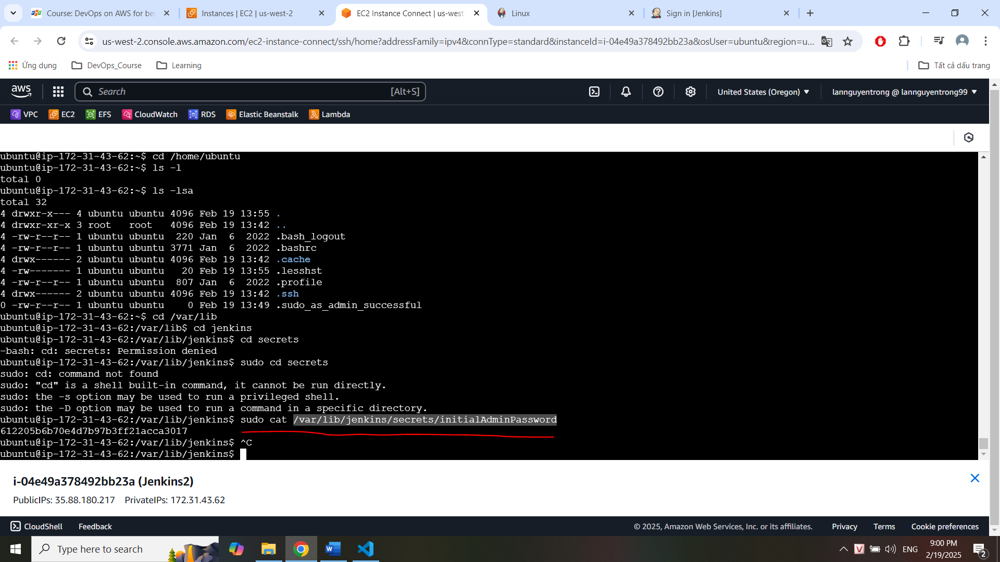 Course: DevOps on AWS for be
Instances | EC2 | us-west-2
EC2 Instance Connect | us-west-
Linux
Sign in [Jenkins]
us-west-2.console.aws.amazon.com/ec2-instance-connect/ssh/home?addressFamily=ipv4&connType=standard&instanceId=i-04e49a378492bb23a&osUser=ubuntu&region=u...
Ứng dụng
DevOps_Course
Learning
Tất cả dấu trang
aws
Search
[Alt+S]
United States (Oregon)
lannguyentrong @ lannguyentrong99
VPC
EC2
EFS
CloudWatch
RDS
Elastic Beanstalk
Lambda
ubuntu@ip-172-31-43-62:~$ cd /home/ubuntu
ubuntu@ip-172-31-43-62:~$ ls -l
total 0
ubuntu@ip-172-31-43-62:~$ ls -lsa
total 32
4 drwxr-x--- 4 ubuntu ubuntu 4096 Feb 19 13:55 .
4 drwxr-xr-x 3 root   root   4096 Feb 19 13:42 ..
4 -rw-r--r-- 1 ubuntu ubuntu  220 Jan  6  2022 .bash_logout
4 -rw-r--r-- 1 ubuntu ubuntu 3771 Jan  6  2022 .bashrc
4 drwx------ 2 ubuntu ubuntu 4096 Feb 19 13:42 .cache
4 -rw------- 1 ubuntu ubuntu   20 Feb 19 13:55 .lesshst
4 -rw-r--r-- 1 ubuntu ubuntu  807 Jan  6  2022 .profile
4 drwx------ 2 ubuntu ubuntu 4096 Feb 19 13:42 .ssh
0 -rw-r--r-- 1 ubuntu ubuntu    0 Feb 19 13:49 .sudo_as_admin_successful
ubuntu@ip-172-31-43-62:~$ cd /var/lib
ubuntu@ip-172-31-43-62:/var/lib$ cd jenkins
ubuntu@ip-172-31-43-62:/var/lib/jenkins$ cd secrets
-bash: cd: secrets: Permission denied
ubuntu@ip-172-31-43-62:/var/lib/jenkins$ sudo cd secrets
sudo: cd: command not found
sudo: "cd" is a shell built-in command, it cannot be run directly.
sudo: the -s option may be used to run a privileged shell.
sudo: the -D option may be used to run a command in a specific directory.
ubuntu@ip-172-31-43-62:/var/lib/jenkins$ sudo cat /var/lib/jenkins/secrets/initialAdminPassword
612205b6b70e4d7b97b3ff21acca3017
ubuntu@ip-172-31-43-62:/var/lib/jenkins$ ^C
ubuntu@ip-172-31-43-62:/var/lib/jenkins$
i-04e49a378492bb23a (Jenkins2)
PublicIPs: 35.88.180.217 PrivateIPs: 172.31.43.62
CloudShell
Feedback
© 2025, Amazon Web Services, Inc. or its affiliates.
Privacy
Terms
Cookie preferences
Type here to search
ENG
9:00 PM
2/19/2025
2